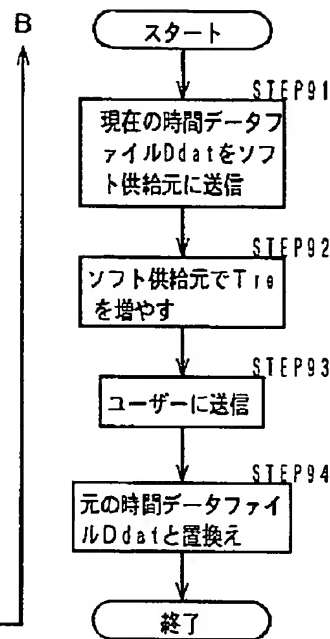 B
スタート
STEP91
現在の時間データフ
ァイルDdatをソフ
ト供給元に送信
STEP92
ソフト供給元でTre
を増やす
STEP93
ユーザーに送信
STEP94
元の時間データファイ
ルDdatと置換え
終了